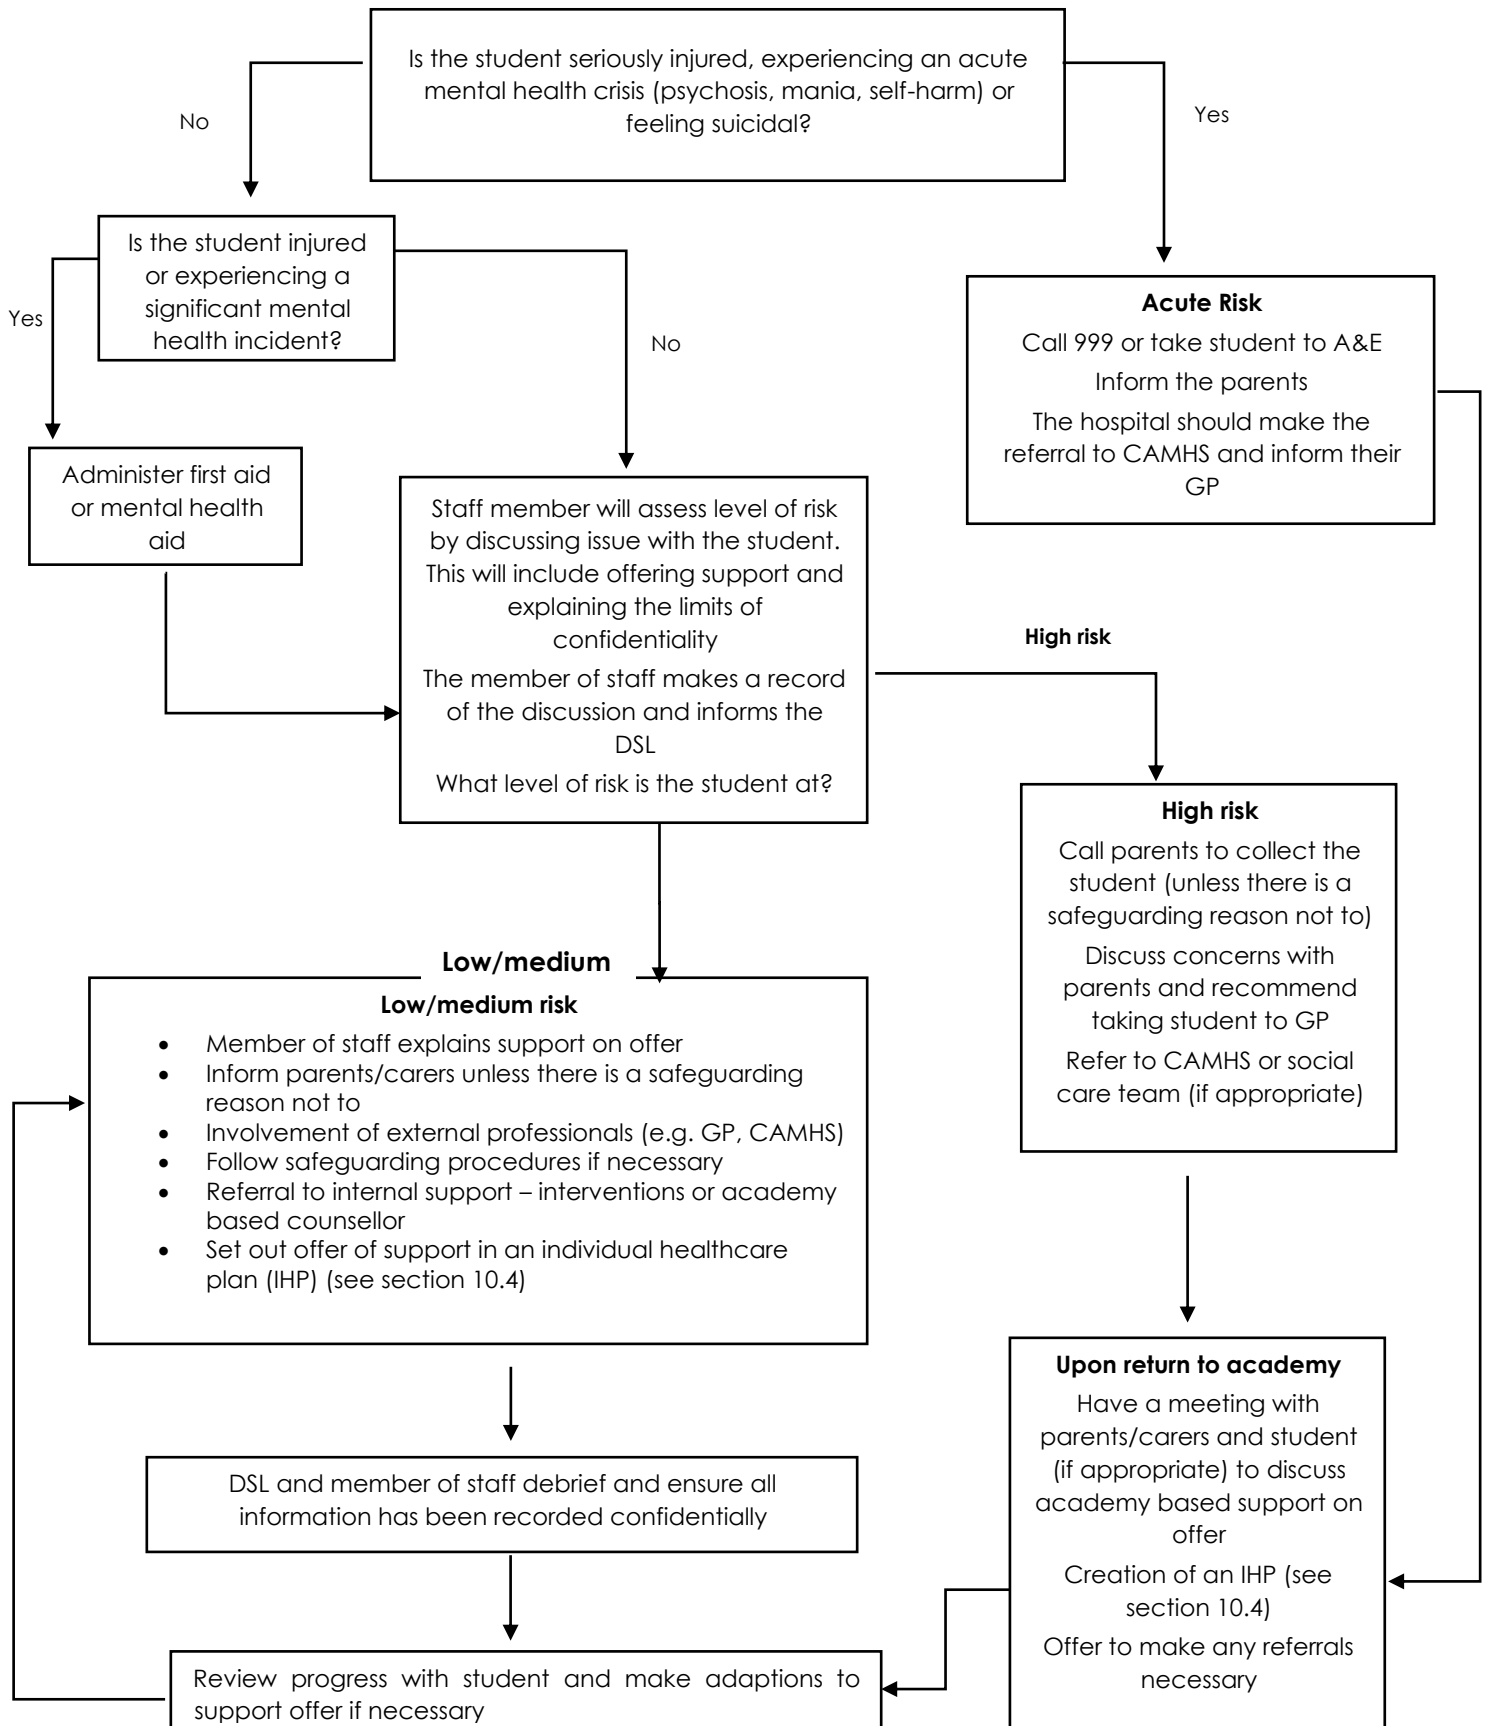 Is the student seriously injured, experiencing an acute
mental health crisis (psychosis, mania, self-harm) or
feeling suicidal?
No
Yes
Is the student injured
or experiencing a
significant mental
health incident?
Yes
No
Acute Risk
Call 999 or take student to A&E
Inform the parents
The hospital should make the
referral to CAMHS and inform their
GP
Administer first aid
or mental health
aid
Staff member will assess level of risk
by discussing issue with the student.
This will include offering support and
explaining the limits of
confidentiality
The member of staff makes a record
of the discussion and informs the
DSL
What level of risk is the student at?
High risk
High risk
Call parents to collect the
student (unless there is a
safeguarding reason not to)
Discuss concerns with
parents and recommend
taking student to GP
Refer to CAMHS or social
care team (if appropriate)
Low/medium
Low/medium risk
• Member of staff explains support on offer
• Inform parents/carers unless there is a safeguarding
reason not to
• Involvement of external professionals (e.g. GP, CAMHS)
• Follow safeguarding procedures if necessary
• Referral to internal support – interventions or academy
based counsellor
• Set out offer of support in an individual healthcare
plan (IHP) (see section 10.4)
Upon return to academy
Have a meeting with
parents/carers and student
(if appropriate) to discuss
academy based support on
offer
Creation of an IHP (see
section 10.4)
Offer to make any referrals
necessary
DSL and member of staff debrief and ensure all
information has been recorded confidentially
Review progress with student and make adaptions to
support offer if necessary